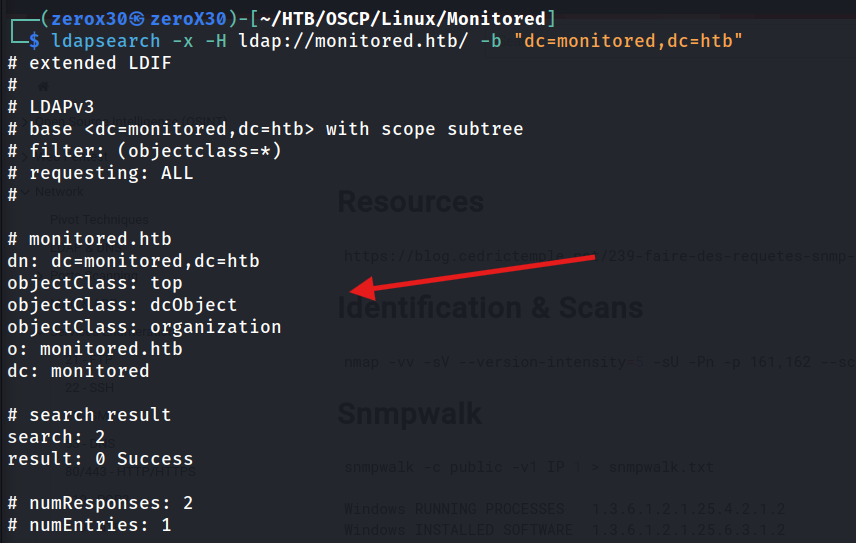 ┌──(zerox30㉿zeroX30)-[~/HTB/OSCP/Linux/Monitored]
└─$ ldapsearch -x -H ldap://monitored.htb/ -b "dc=monitored,dc=htb"
# extended LDIF
#
# LDAPv3
# base <dc=monitored,dc=htb> with scope subtree
# filter: (objectclass=*)
# requesting: ALL
#
Network
Pivot Techniques
# monitored.htb
dn: dc=monitored,dc=htb
objectClass: top
objectClass: dcObject
objectClass: organization
o: monitored.htb
dc: monitored
22 - SSH
# search result
search: 2
result: 0 Success
80/443 - HTTP/HTTPS
# numResponses: 2
# numEntries: 1
Resources
https://blog.cedrictemple.
/239-faire-des-requetes-snmp-
Identification & Scans
nmap -vv -sV --version-intensity= -sU -Pn -p 161,162 --sc
Snmpwalk
snmpwalk -c public -v1 IP > snmpwalk.txt
Windows RUNNING PROCESSES 1.3.6.1.2.1.25.4.2.1.2
Windows INSTALLED SOFTWARE 1.3.6.1.2.1.25.6.3.1.2